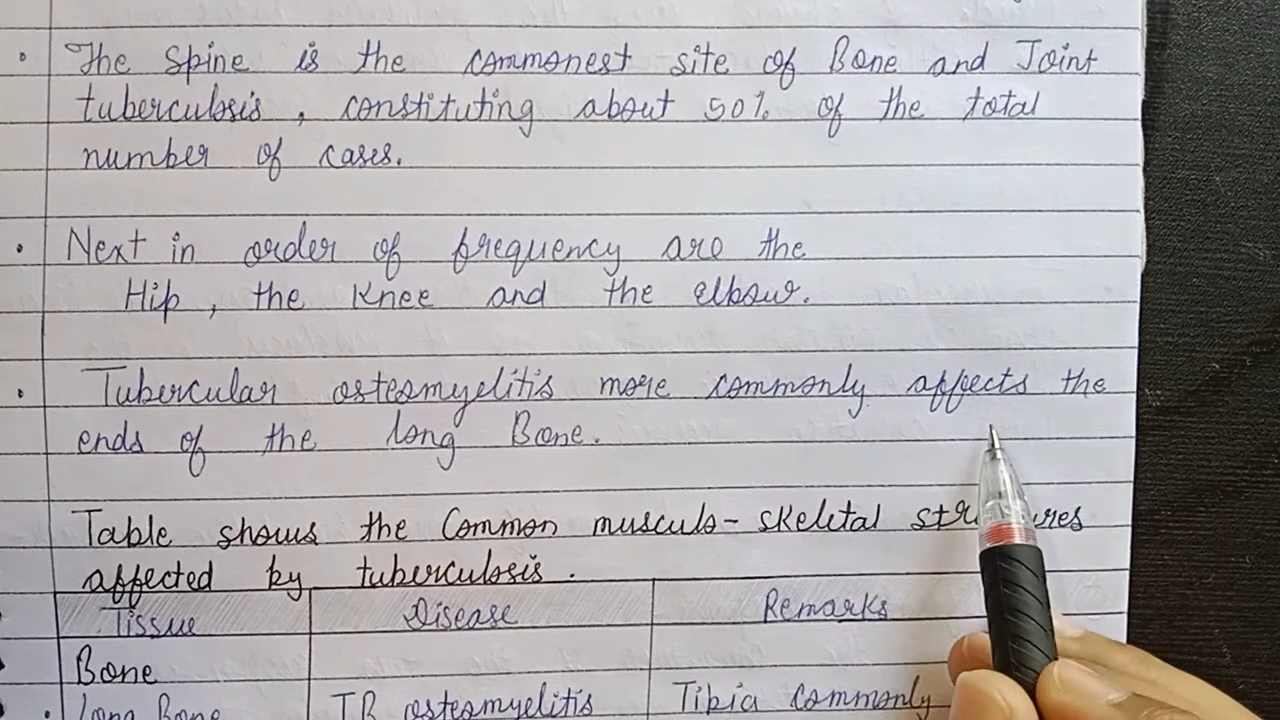 • The Spine is the commonest site of Bone and Joint
tuberculosis, constituting about 50% of the total
number of cases.
• Next in order of frequency are the
Hip, the Knee and the elbow.
• Tubercular osteomyelitis more commonly affects the
ends of the long Bone.
Table shows the Common musculo-skeletal
affected by tuberculosis.
Tissue Disease Remarks
Bone
• Long Bone TB osteomyelitis Tibia commonly